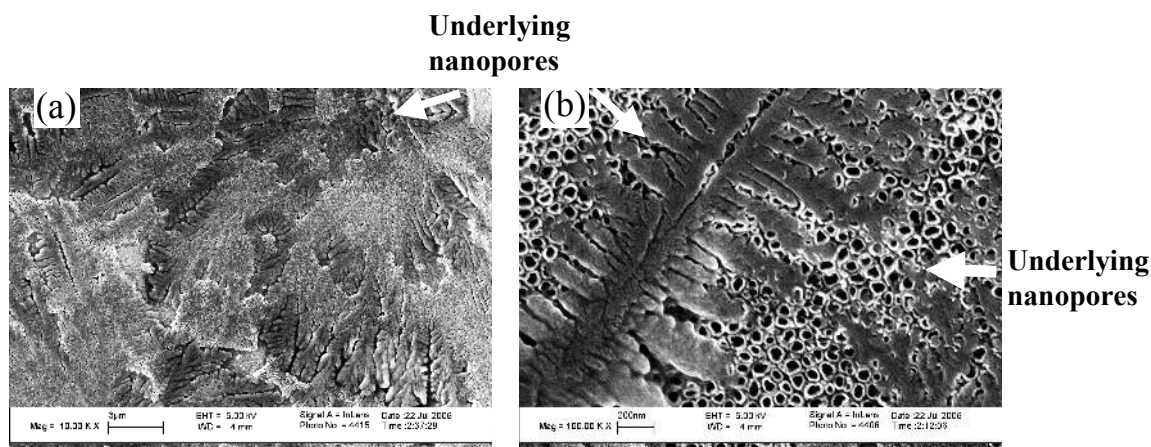 Underlying
nanopores
(a)
3µm
Mag = 10.00 K X
EHT = 5.00 kV
WD = 4 mm
Signal A = InLens
Photo No. = 4415
Date :22 Jul 2006
Time :2:37:29
(b)
200nm
Mag = 100.00 K X
EHT = 5.00 kV
WD = 4 mm
Signal A = InLens
Photo No. = 4406
Date :22 Jul 2006
Time :2:12:36
Underlying
nanopores